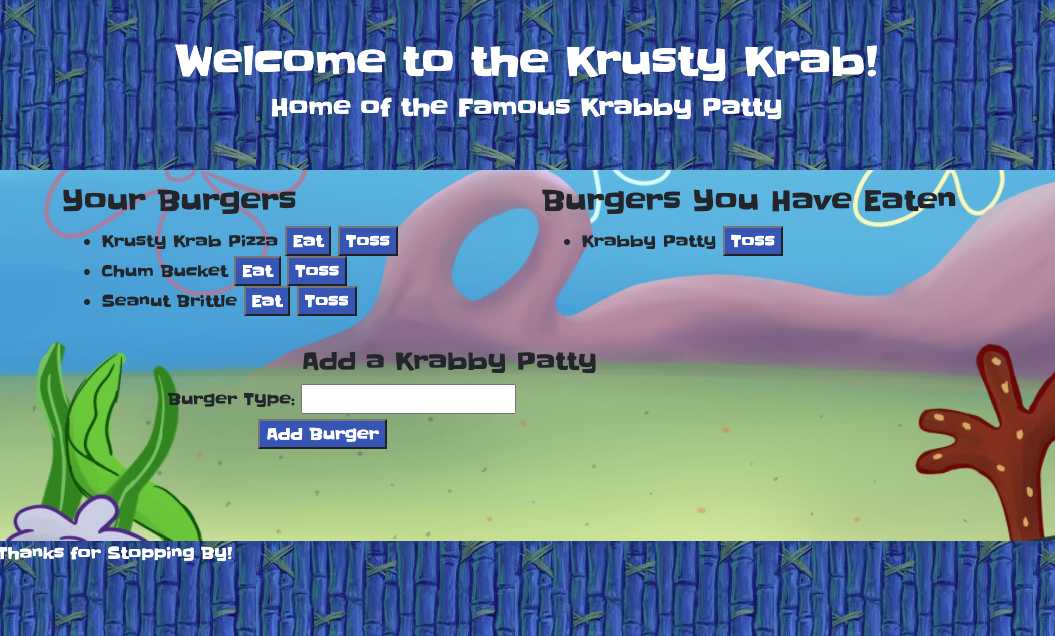 Welcome to the Krusty Krab!
Home of the Famous Krabby Patty
Your Burgers
Krusty Krab Pizza Eat Toss
Chum Bucket Eat Toss
Seanut Brittle Eat Toss
Burgers You Have Eaten
Krabby Patty Toss
Add a Krabby Patty
Burger Type:
Add Burger
Thanks for Stopping By!